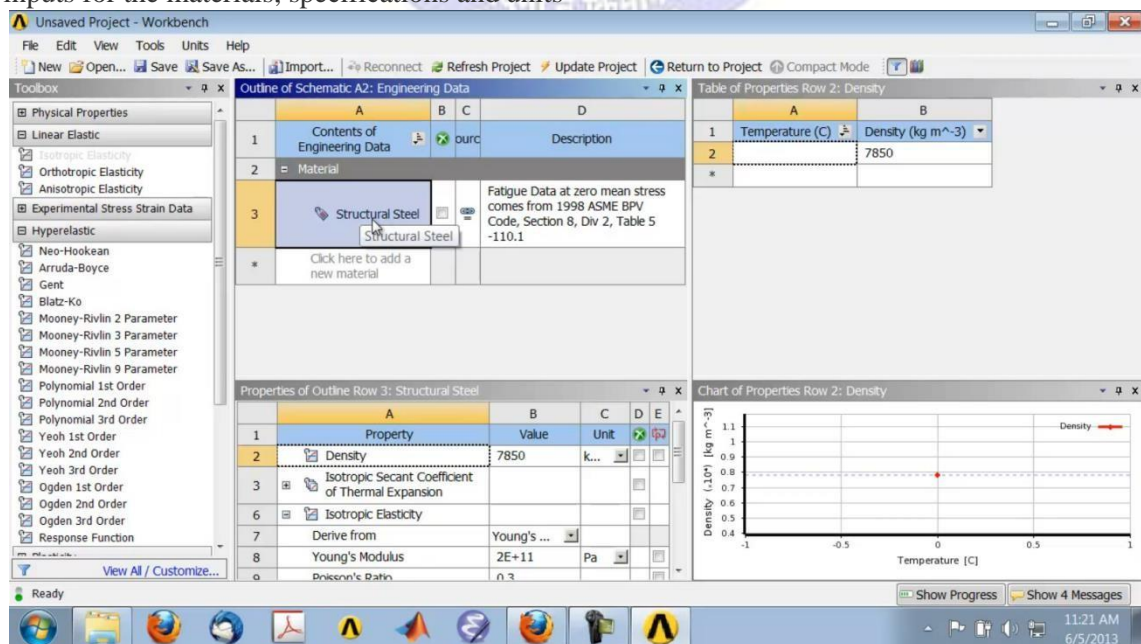 inputs for the materials, specifications and units
Unsaved Project - Workbench
File Edit View Tools Units Help
New Open... Save Save As... Import... Reconnect Refresh Project Update Project Return to Project Compact Mode
Toolbox
Physical Properties
Linear Elastic
Isotropic Elasticity
Orthotropic Elasticity
Anisotropic Elasticity
Experimental Stress Strain Data
Hyperelastic
Neo-Hookean
Arruda-Boyce
Gent
Blatz-Ko
Mooney-Rivlin 2 Parameter
Mooney-Rivlin 3 Parameter
Mooney-Rivlin 5 Parameter
Mooney-Rivlin 9 Parameter
Polynomial 1st Order
Polynomial 2nd Order
Polynomial 3rd Order
Yeoh 1st Order
Yeoh 2nd Order
Yeoh 3rd Order
Ogden 1st Order
Ogden 2nd Order
Ogden 3rd Order
Response Function
View All / Customize...
Outline of Schematic A2: Engineering Data
A B C D
1 Contents of Engineering Data ourc Description
2 Material
3 Structural Steel
Fatigue Data at zero mean stress
comes from 1998 ASME BPV
Code, Section 8, Div 2, Table 5
-110.1
Structural Steel
* Click here to add a
new material
Table of Properties Row 2: Density
A B
1 Temperature (C) Density (kg m^-3)
2 7850
*
Properties of Outline Row 3: Structural Steel
A B C D E
1 Property Value Unit
2 Density 7850 k...
3 Isotropic Secant Coefficient
of Thermal Expansion
6 Isotropic Elasticity
7 Derive from Young's ...
8 Young's Modulus 2E+11 Pa
9 Poisson's Ratio 0.3
Chart of Properties Row 2: Density
Density (.10⁴) [kg m^-3]
1.1
1
0.9
0.8
0.7
0.6
0.5
0.4
Density
-1 -0.5 0 0.5 1
Temperature [C]
Ready
Show Progress Show 4 Messages
11:21 AM
6/5/2013